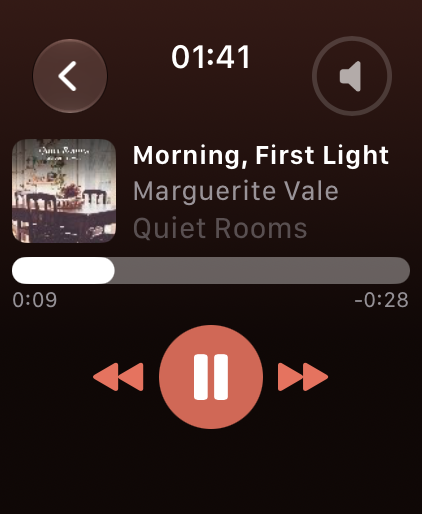 01:41
Morning, First Light
Marguerite Vale
Quiet Rooms
0:09
-0:28